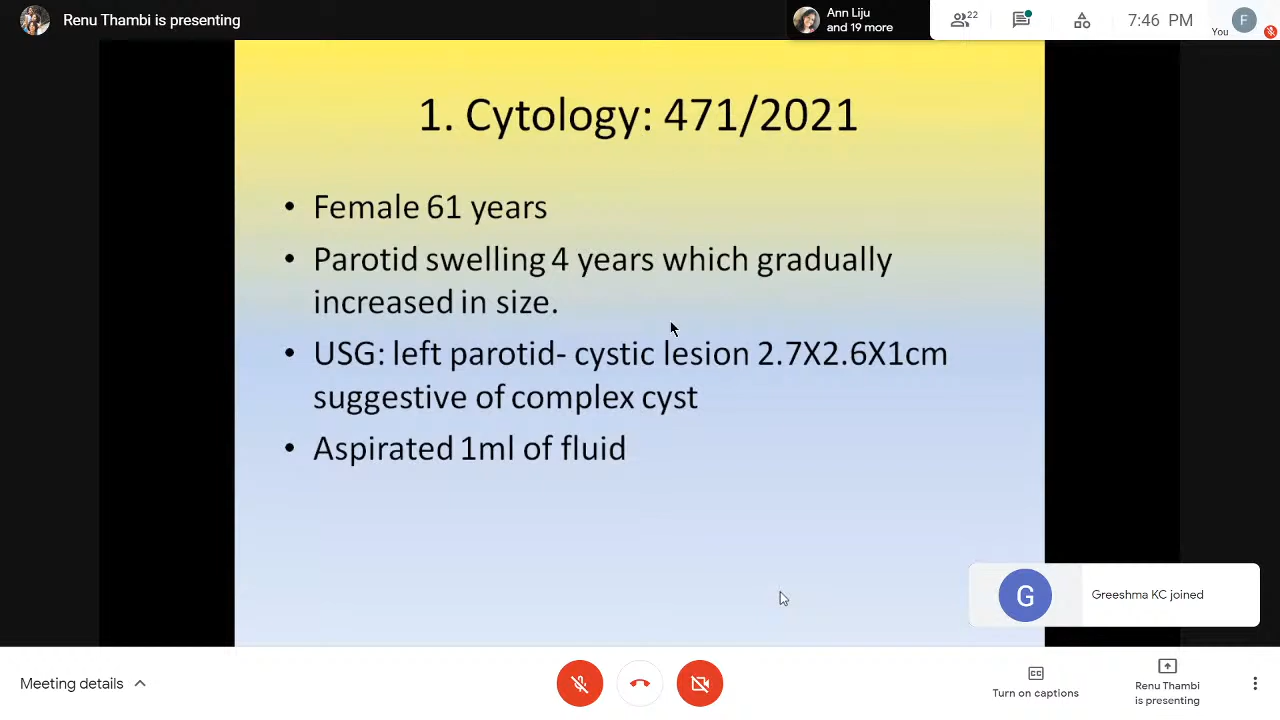 Renu Thambi is presenting
Ann Liju
and 19 more
22
7:46 PM
F
You
1. Cytology: 471/2021
• Female 61 years
• Parotid swelling 4 years which gradually
increased in size.
• USG: left parotid- cystic lesion 2.7X2.6X1cm
suggestive of complex cyst
• Aspirated 1ml of fluid
G
Greeshma KC joined
Meeting details
CC
Turn on captions
Renu Thambi
is presenting